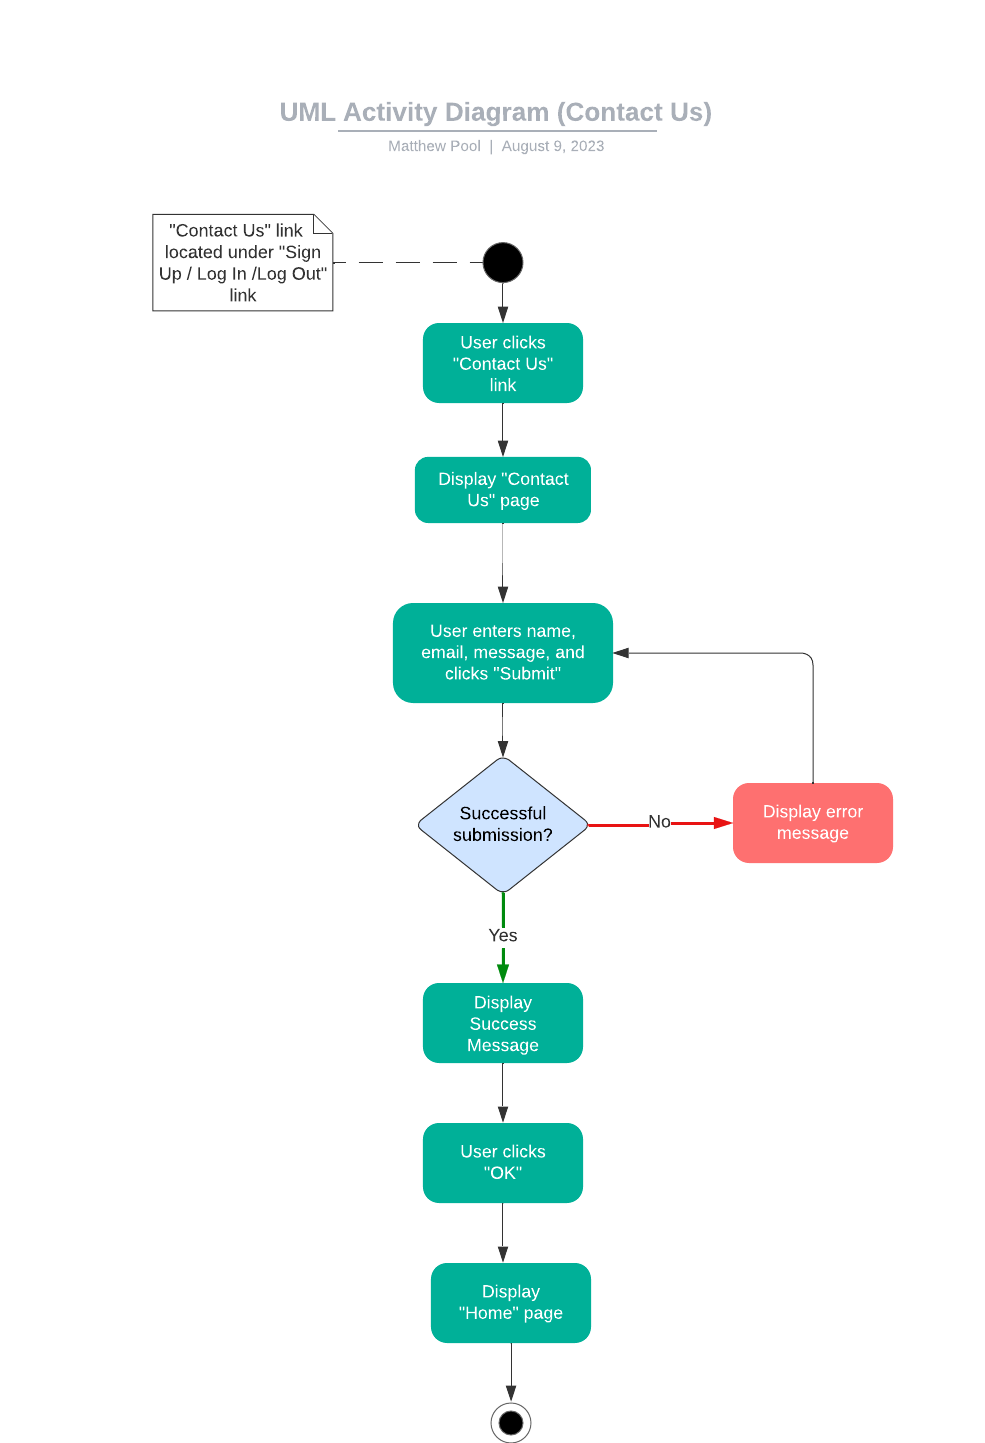 UML Activity Diagram (Contact Us)
Matthew Pool | August 9, 2023
"Contact Us" link
located under "Sign
Up / Log In /Log Out"
link
User clicks
"Contact Us"
link
Display "Contact
Us" page
User enters name,
email, message, and
clicks "Submit"
Successful
submission?
No
Display error
message
Yes
Display
Success
Message
User clicks
"OK"
Display
"Home" page